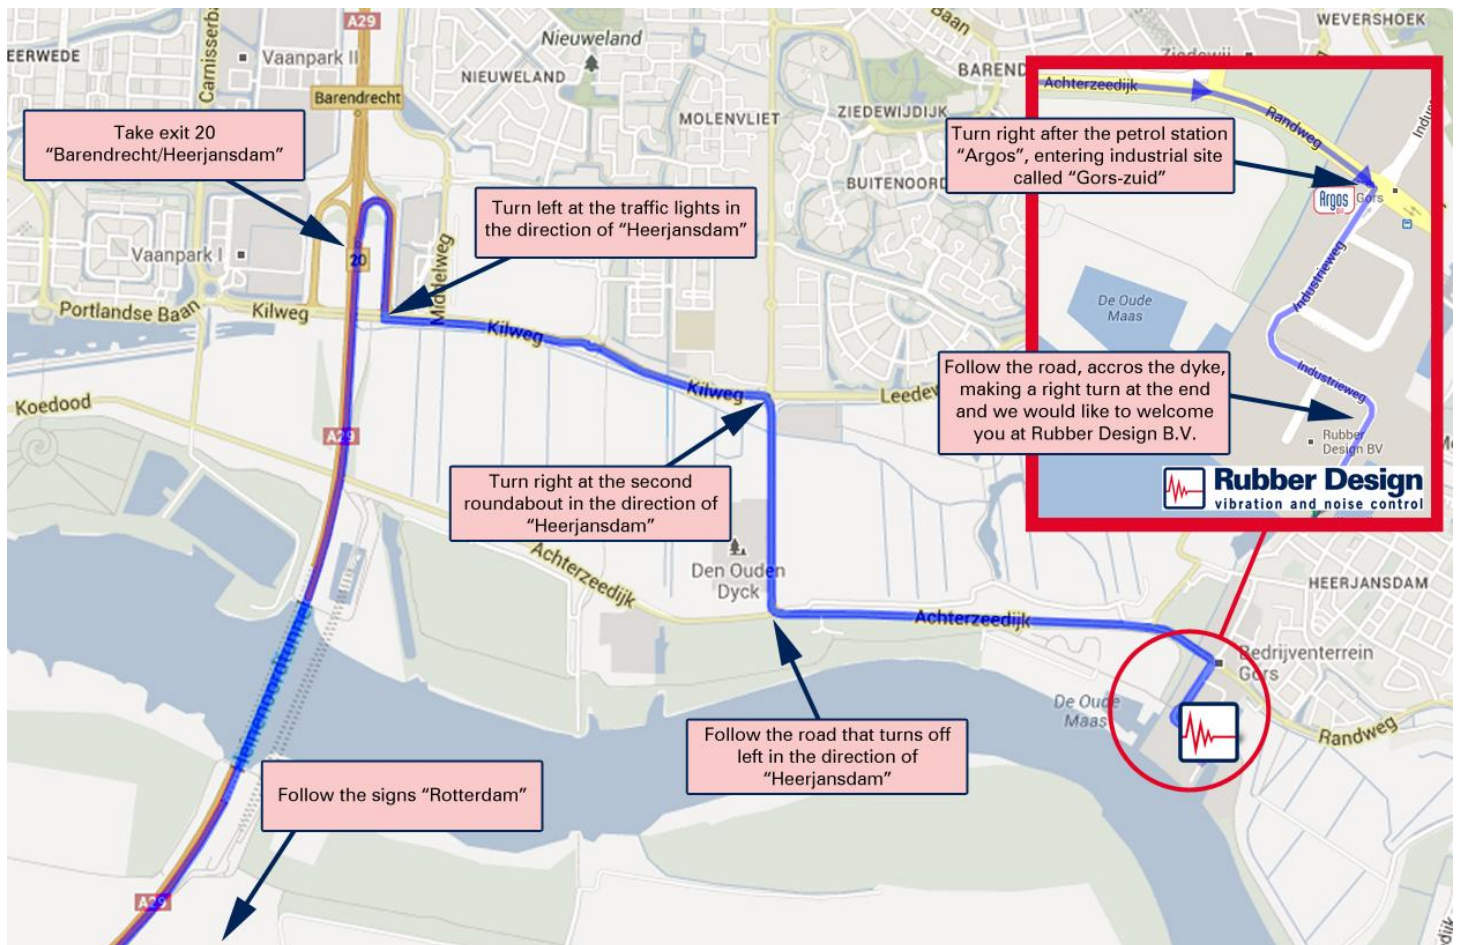 A29
WEVERSHOEK
Baan
EERWEDE
Carnisserb
Vaanpark II
Nieuweland
NIEUWELAND
BAREND
Barendrecht
MOLENVLIET
ZIEDEWIJDIJK
Take exit 20
“Barendrecht/Heerjansdam”
BUITENOORD
Turn left at the traffic lights in
the direction of “Heerjansdam”
Vaanpark I
20
Middelweg
Portlandse Baan
Kilweg
Kilweg
Kilweg
Leedew
Koedood
A29
Turn right at the second
roundabout in the direction of
“Heerjansdam”
Achterzeedijk
Den Ouden
Dyck
Achterzeedijk
HEERJANSDAM
Heinenoordtunnel
Bedrijventerrein
Gors
De Oude
Maas
Randweg
Follow the road that turns off
left in the direction of
“Heerjansdam”
Follow the signs “Rotterdam”
A29
dijk
Achterzeedijk
Randweg
Indus
Turn right after the petrol station
“Argos”, entering industrial site
called “Gors-zuid”
Argos
Gors
Industrieweg
De Oude
Maas
Follow the road, accros the dyke,
making a right turn at the end
and we would like to welcome
you at Rubber Design B.V.
Industrieweg
Rubber
Design BV
Rubber Design
vibration and noise control